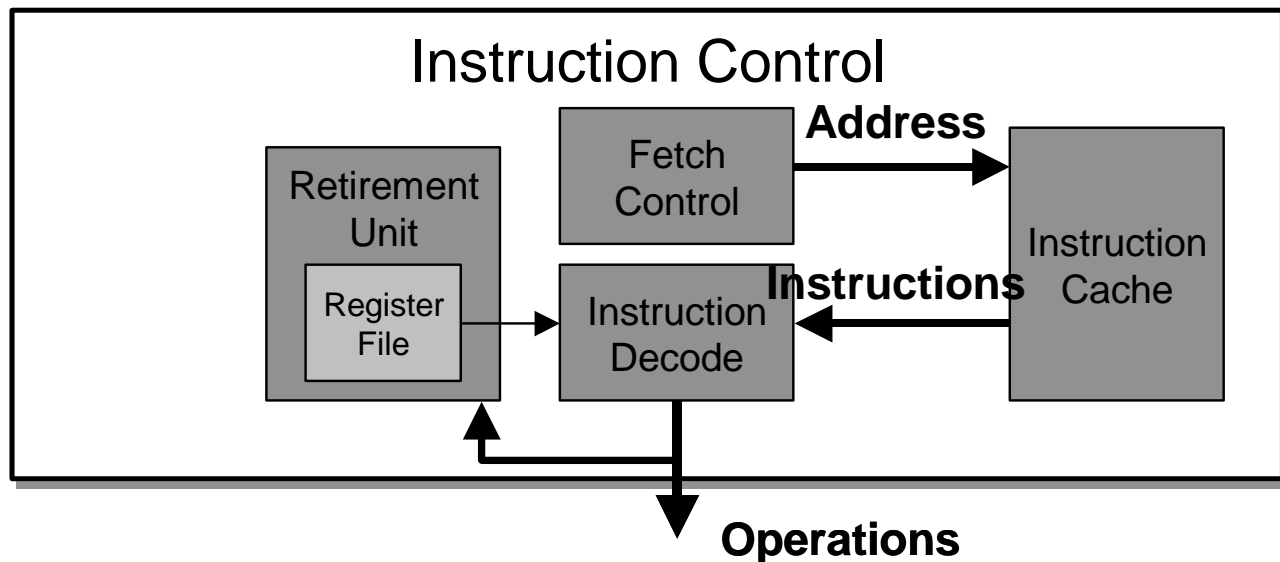 Instruction Control
Address
Fetch
Control
Retirement
Unit
Instruction
Cache
Instructions
Register
File
Instruction
Decode
Operations